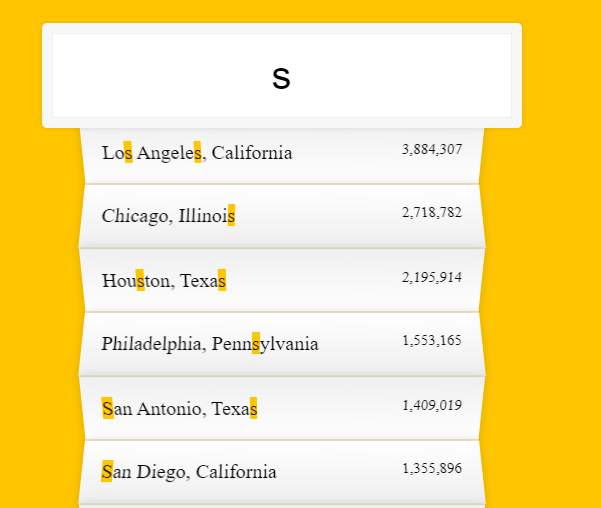 s
Los Angeles, California 3,884,307
Chicago, Illinois 2,718,782
Houston, Texas 2,195,914
Philadelphia, Pennsylvania 1,553,165
San Antonio, Texas 1,409,019
San Diego, California 1,355,896